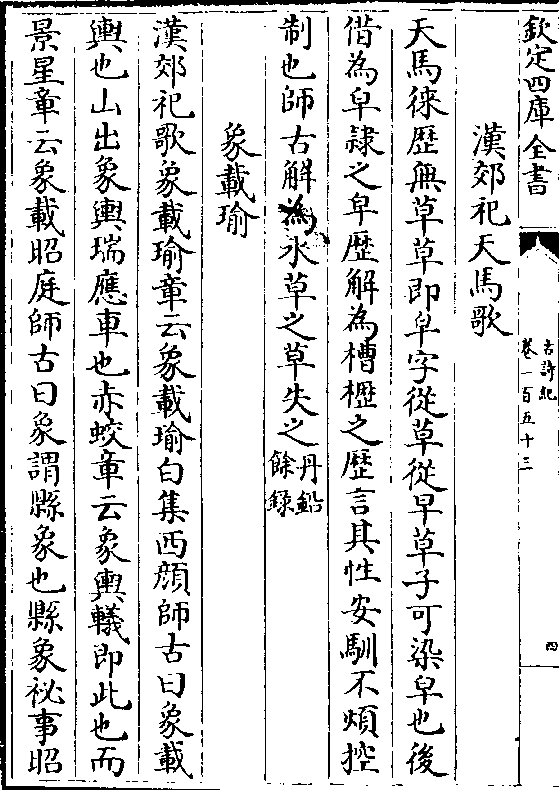 欽定四庫全書
古詩紀
卷一百五十三
四
漢郊祀天馬歌
天馬徠歷無草草即皁字從草從早草子可染皁也後
借為皁隸之皁歷解為槽櫪之歷言其性安馴不煩控
制也師古解為水草之草失之丹鉛餘録
象載瑜
漢郊祀歌象載瑜章云象載瑜白集西顔師古曰象載
輿也山出象輿瑞應車也赤蛟章云象輿轙即此也而
景星章云象載昭庭師古曰象謂縣象也縣象祕事昭